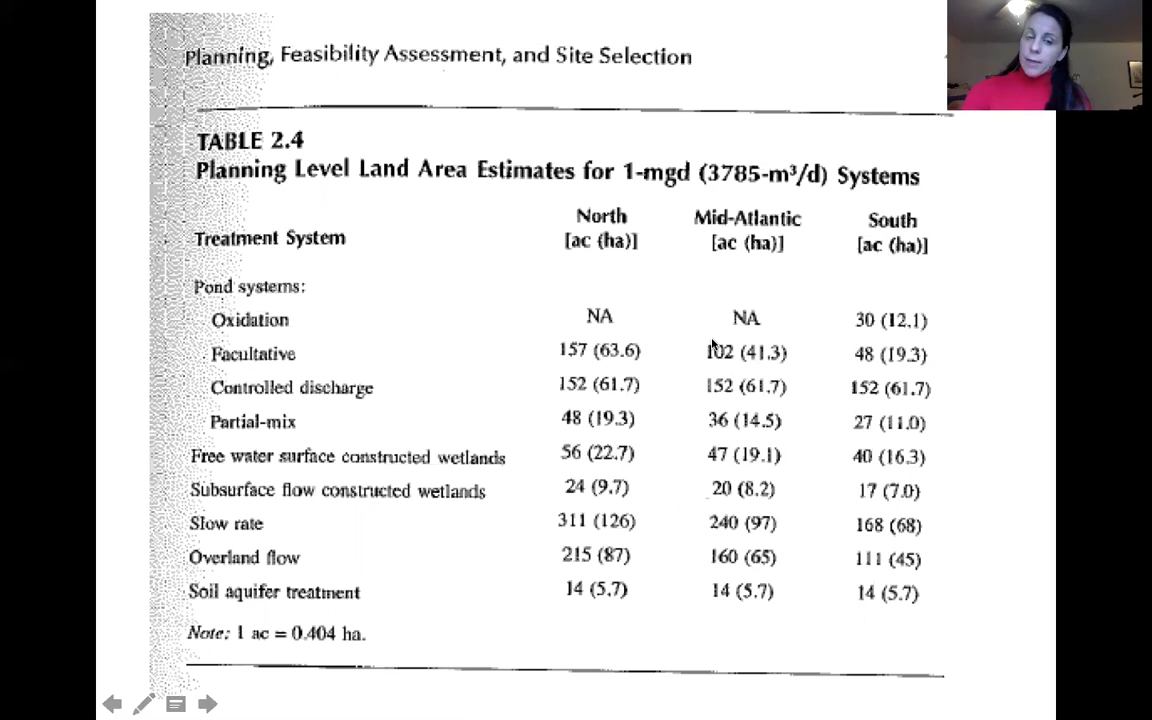 Planning, Feasibility Assessment, and Site Selection
TABLE 2.4
Planning Level Land Area Estimates for 1-mgd (3785-m³/d) Systems
Treatment System North [ac (ha)] Mid-Atlantic [ac (ha)] South [ac (ha)]
Pond systems:
Oxidation NA NA 30 (12.1)
Facultative 157 (63.6) 102 (41.3) 48 (19.3)
Controlled discharge 152 (61.7) 152 (61.7) 152 (61.7)
Partial-mix 48 (19.3) 36 (14.5) 27 (11.0)
Free water surface constructed wetlands 56 (22.7) 47 (19.1) 40 (16.3)
Subsurface flow constructed wetlands 24 (9.7) 20 (8.2) 17 (7.0)
Slow rate 311 (126) 240 (97) 168 (68)
Overland flow 215 (87) 160 (65) 111 (45)
Soil aquifer treatment 14 (5.7) 14 (5.7) 14 (5.7)
Note: 1 ac = 0.404 ha.